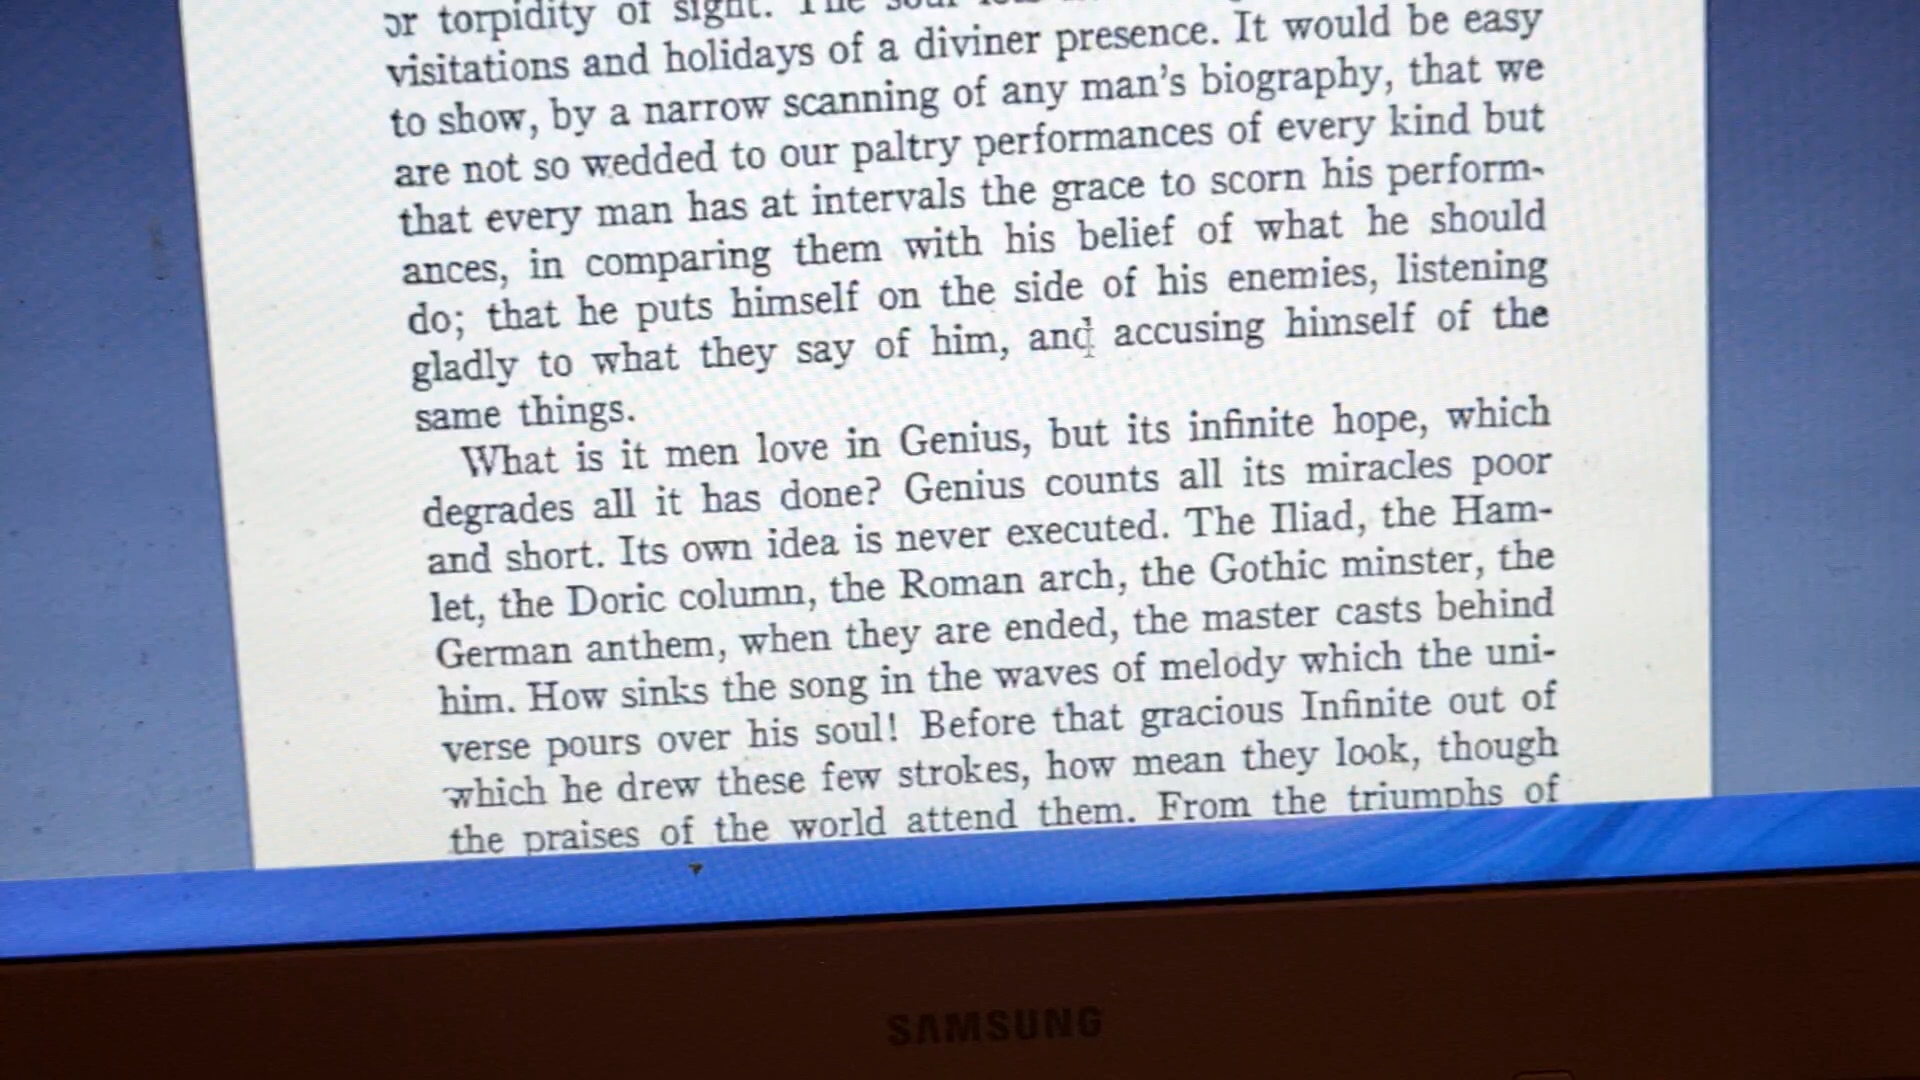 or torpidity of sight. The soul
visitations and holidays of a diviner presence. It would be easy
to show, by a narrow scanning of any man's biography, that we
are not so wedded to our paltry performances of every kind but
that every man has at intervals the grace to scorn his perform-
ances, in comparing them with his belief of what he should
do; that he puts himself on the side of his enemies, listening
gladly to what they say of him, and accusing himself of the
same things.
What is it men love in Genius, but its infinite hope, which
degrades all it has done? Genius counts all its miracles poor
and short. Its own idea is never executed. The Iliad, the Ham-
let, the Doric column, the Roman arch, the Gothic minster, the
German anthem, when they are ended, the master casts behind
him. How sinks the song in the waves of melody which the uni-
verse pours over his soul! Before that gracious Infinite out of
which he drew these few strokes, how mean they look, though
the praises of the world attend them. From the triumphs of
SAMSUNG